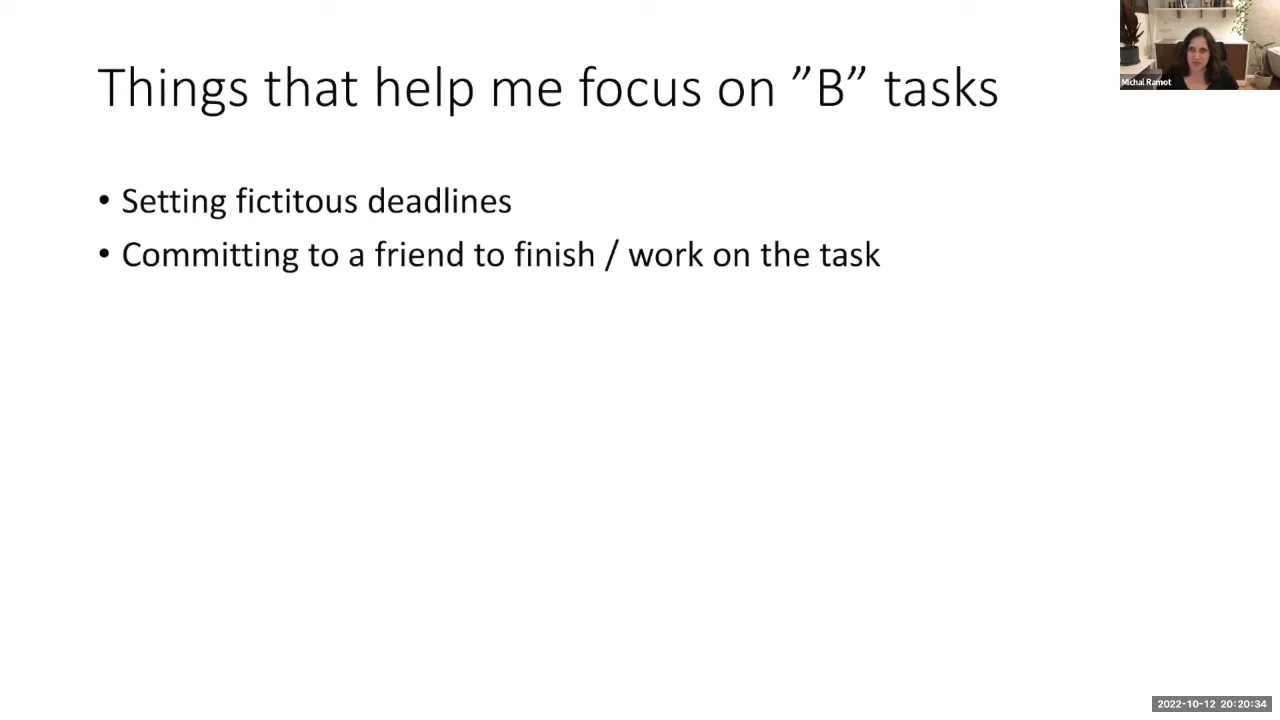 Things that help me focus on ”B” tasks
Michal Ramot
• Setting fictitous deadlines
• Committing to a friend to finish / work on the task
2022-10-12 20:20:34